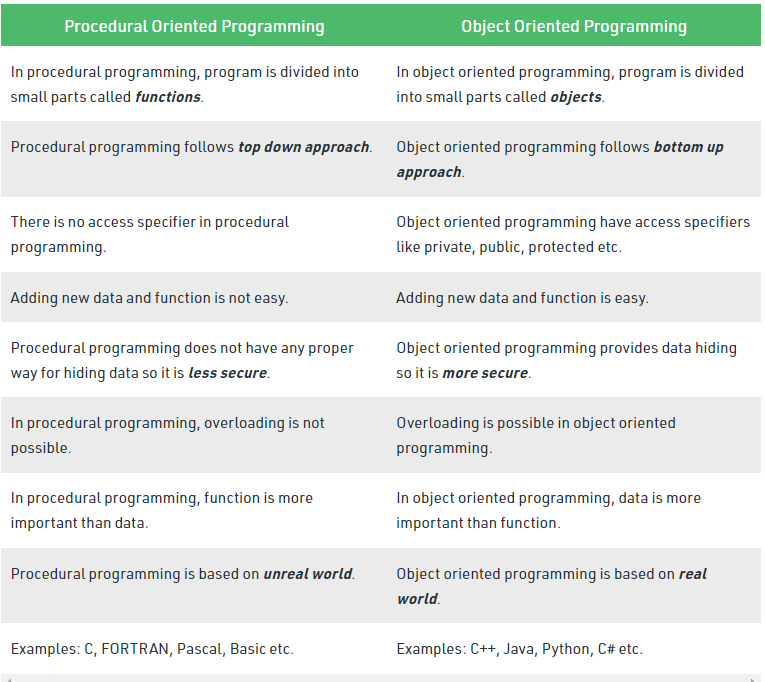 Procedural Oriented Programming
Object Oriented Programming
In procedural programming, program is divided into
small parts called functions.
In object oriented programming, program is divided
into small parts called objects.
Procedural programming follows top down approach.
Object oriented programming follows bottom up
approach.
There is no access specifier in procedural
programming.
Object oriented programming have access specifiers
like private, public, protected etc.
Adding new data and function is not easy.
Adding new data and function is easy.
Procedural programming does not have any proper
way for hiding data so it is less secure.
Object oriented programming provides data hiding
so it is more secure.
In procedural programming, overloading is not
possible.
Overloading is possible in object oriented
programming.
In procedural programming, function is more
important than data.
In object oriented programming, data is more
important than function.
Procedural programming is based on unreal world.
Object oriented programming is based on real
world.
Examples: C, FORTRAN, Pascal, Basic etc.
Examples: C++, Java, Python, C# etc.